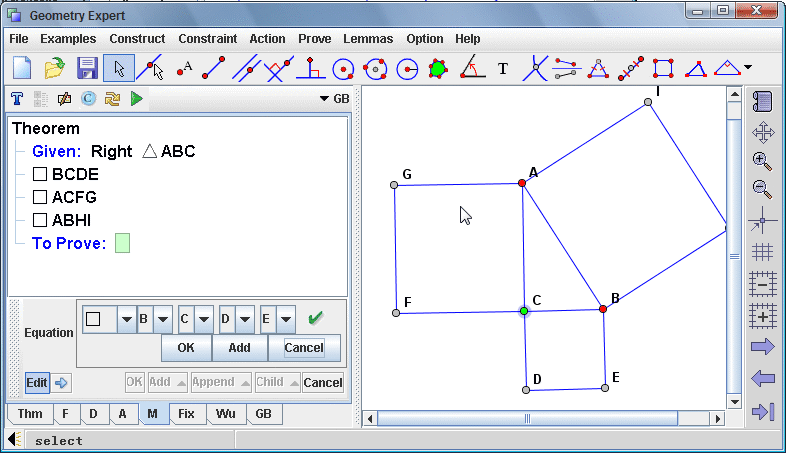 Geometry Expert
File Examples Construct Constraint Action Prove Lemmas Option Help
A T
GB
Theorem
Given: Right △ ABC
□ BCDE
□ ACFG
□ ABHI
To Prove:
Equation □ B C D E
OK Add Cancel
Edit OK Add Append Child Cancel
Thm F D A M Fix Wu GB
select
I
G A
F C B
D E